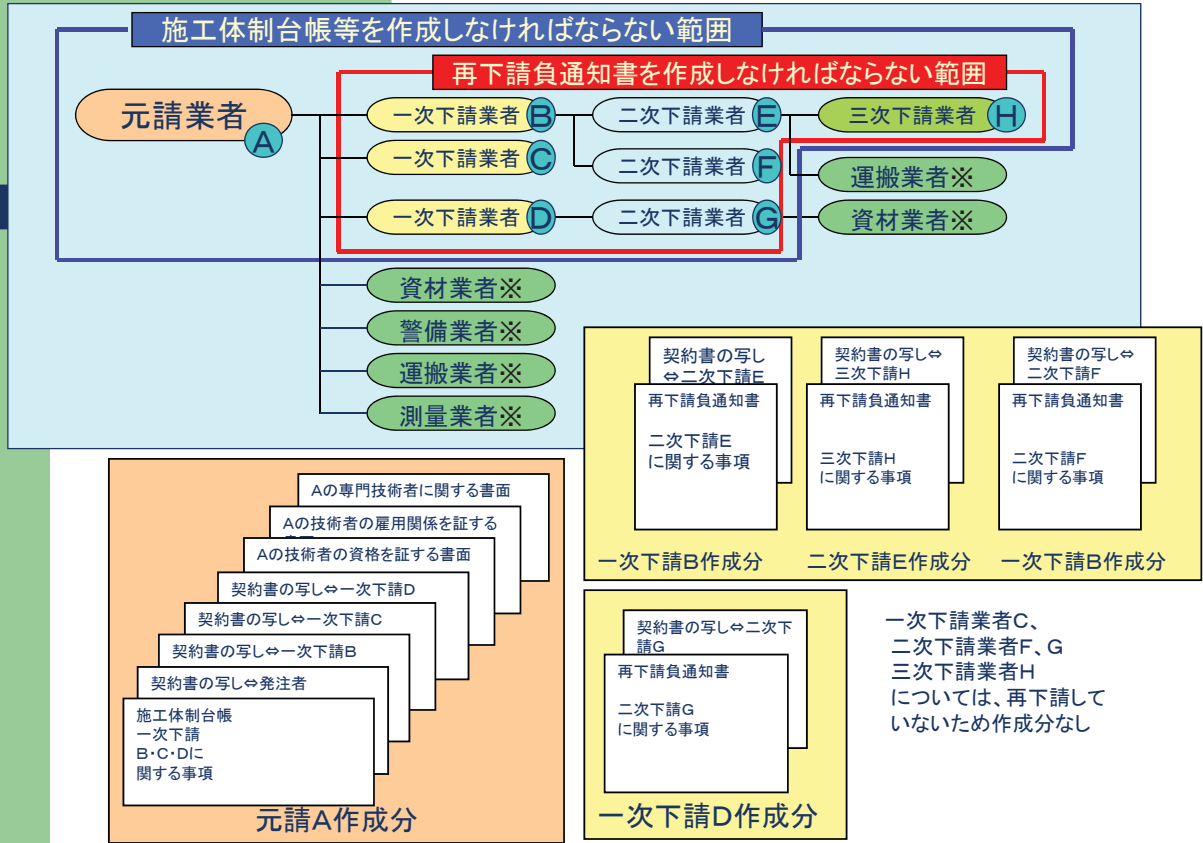 施工体制台帳等を作成しなければならない範囲
再下請負通知書を作成しなければならない範囲
元請業者
A
一次下請業者 B
二次下請業者 E
三次下請業者 H
一次下請業者 C
二次下請業者 F
運搬業者※
一次下請業者 D
二次下請業者 G
資材業者※
資材業者※
警備業者※
運搬業者※
測量業者※
契約書の写し
⇔二次下請E
再下請負通知書
二次下請E
に関する事項
一次下請B作成分
契約書の写し⇔
三次下請H
再下請負通知書
三次下請H
に関する事項
二次下請E作成分
契約書の写し⇔
二次下請F
再下請負通知書
二次下請F
に関する事項
一次下請B作成分
Aの専門技術者に関する書面
Aの技術者の雇用関係を証する
Aの技術者の資格を証する書面
契約書の写し⇔一次下請D
契約書の写し⇔一次下請C
契約書の写し⇔一次下請B
契約書の写し⇔発注者
施工体制台帳
一次下請
B・C・Dに
関する事項
元請A作成分
契約書の写し⇔二次下
請G
再下請負通知書
二次下請G
に関する事項
一次下請D作成分
一次下請業者C、
二次下請業者F、G
三次下請業者H
については、再下請して
いないため作成分なし